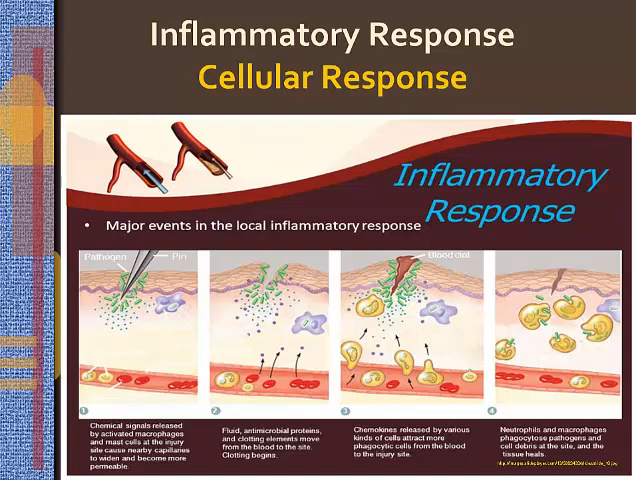 Inflammatory Response
Cellular Response
Inflammatory
Response
• Major events in the local inflammatory response
Pathogen
Pin
Blood clot
1
Chemical signals released
by activated macrophages
and mast cells at the injury
site cause nearby capillaries
to widen and become more
permeable.
2
Fluid, antimicrobial proteins,
and clotting elements move
from the blood to the site.
Clotting begins.
3
Chemokines released by various
kinds of cells attract more
phagocytic cells from the blood
to the injury site.
4
Neutrophils and macrophages
phagocytose pathogens and
cell debris at the site, and the
tissue heals.